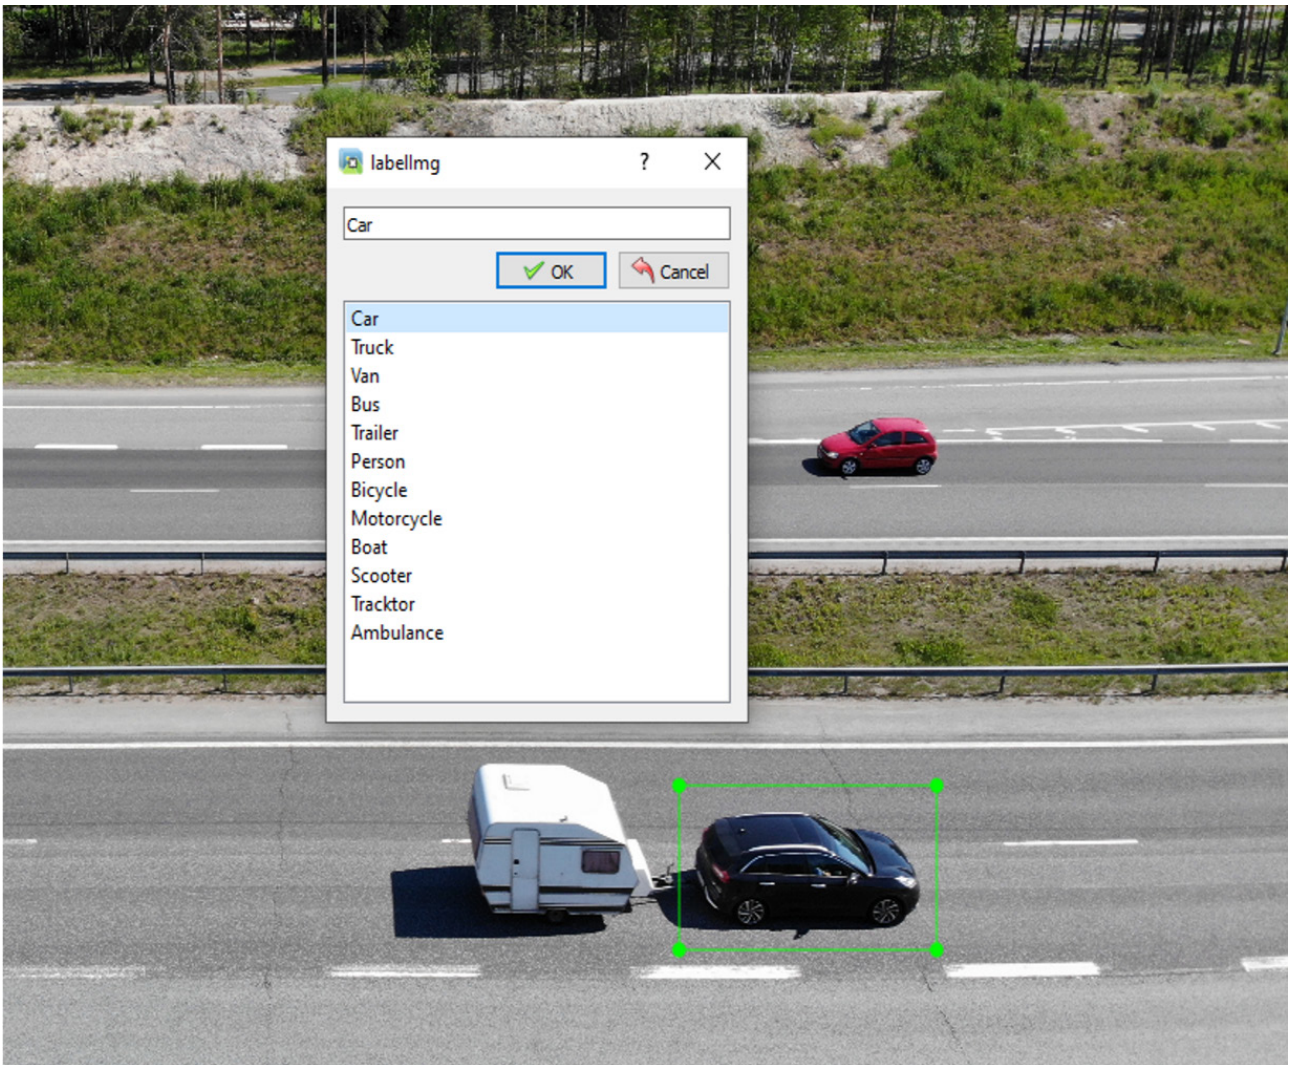 labelImg ?
Car
OK Cancel
Car
Truck
Van
Bus
Trailer
Person
Bicycle
Motorcycle
Boat
Scooter
Tracktor
Ambulance